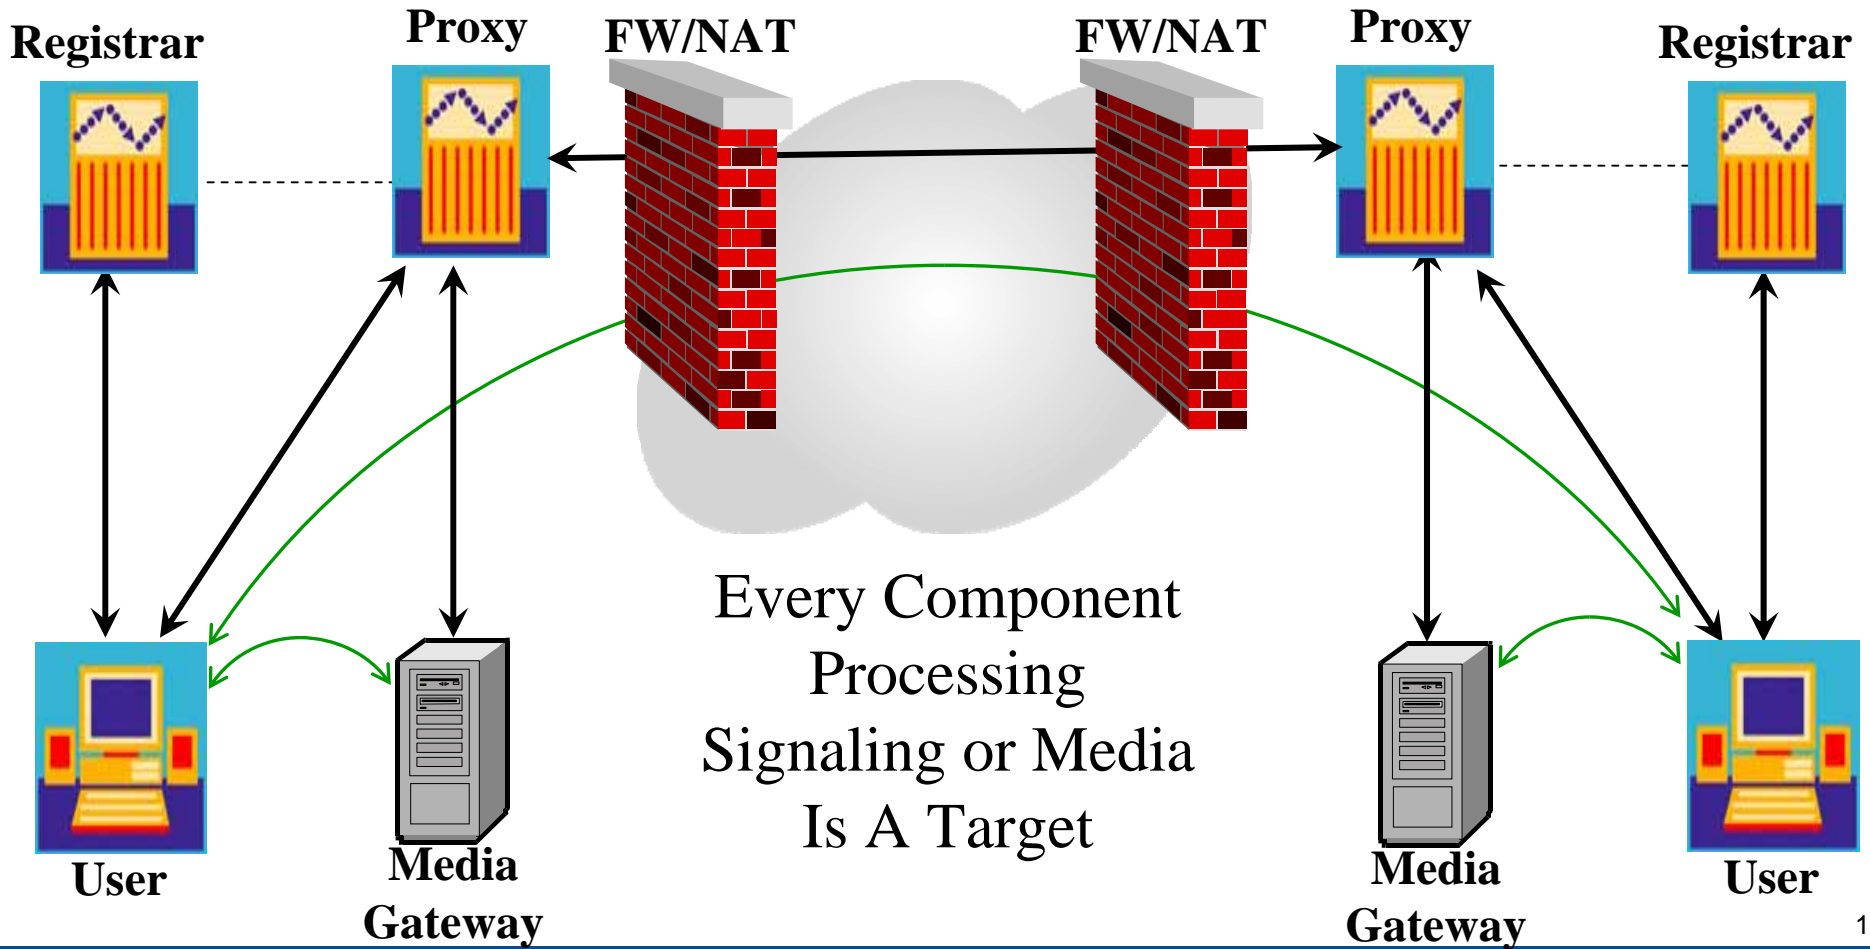 Registrar
Proxy
FW/NAT
FW/NAT
Proxy
Registrar
Every Component
Processing
Signaling or Media
Is A Target
User
Media
Gateway
Media
Gateway
User
1